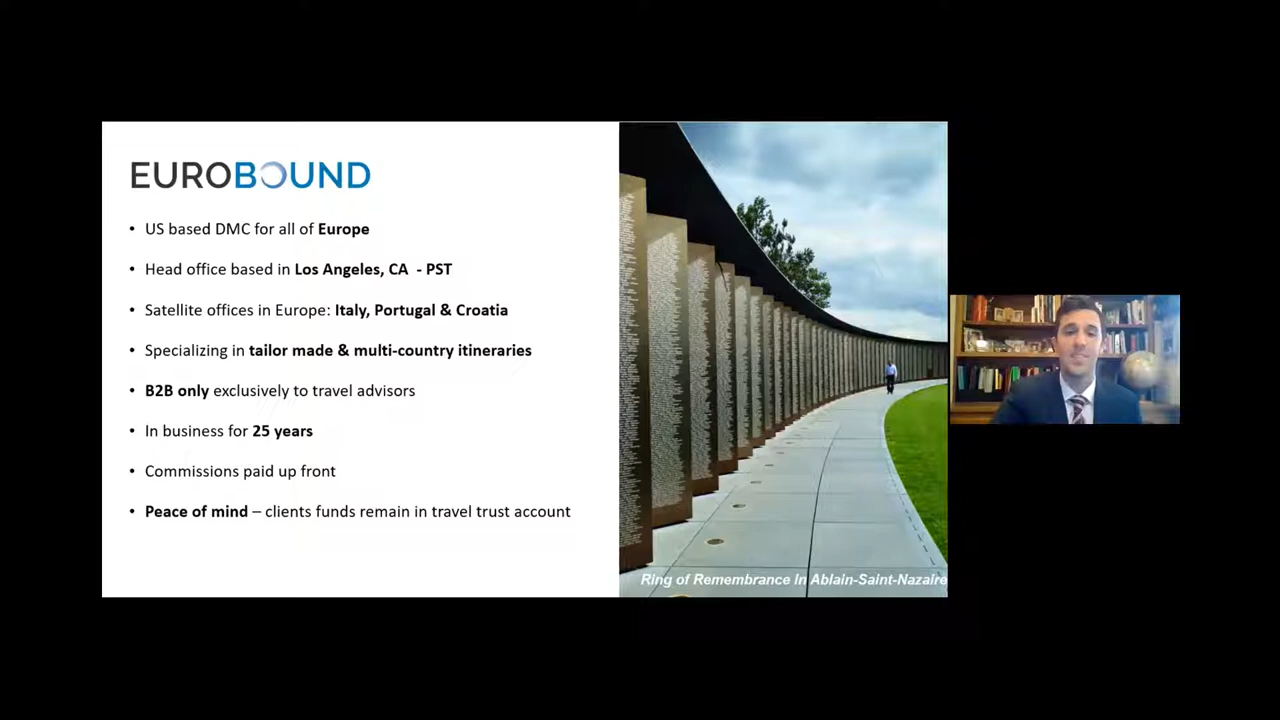 EUROBOUND
• US based DMC for all of Europe
• Head office based in Los Angeles, CA  - PST
• Satellite offices in Europe: Italy, Portugal & Croatia
• Specializing in tailor made & multi-country itineraries
• B2B only exclusively to travel advisors
• In business for 25 years
• Commissions paid up front
• Peace of mind – clients funds remain in travel trust account
Ring of Remembrance In Ablain-Saint-Nazaire